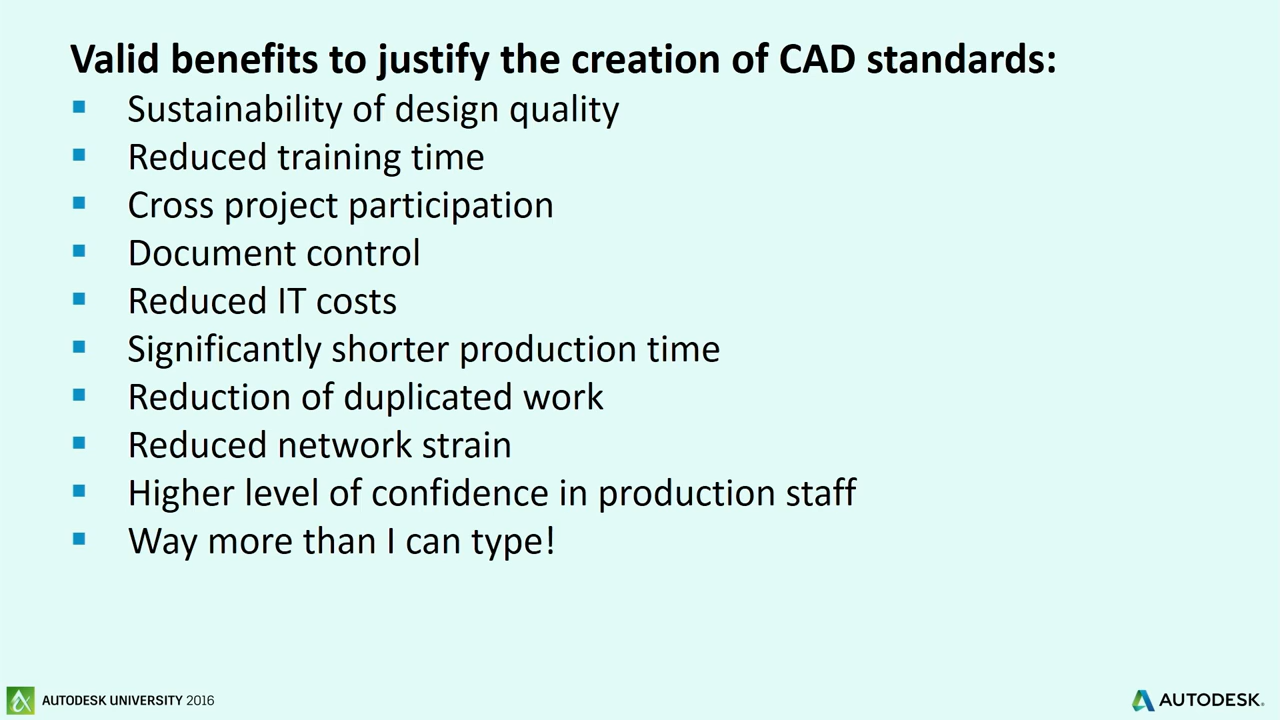 Valid benefits to justify the creation of CAD standards:
Sustainability of design quality
Reduced training time
Cross project participation
Document control
Reduced IT costs
Significantly shorter production time
Reduction of duplicated work
Reduced network strain
Higher level of confidence in production staff
Way more than I can type!
AUTODESK UNIVERSITY 2016
AUTODESK.